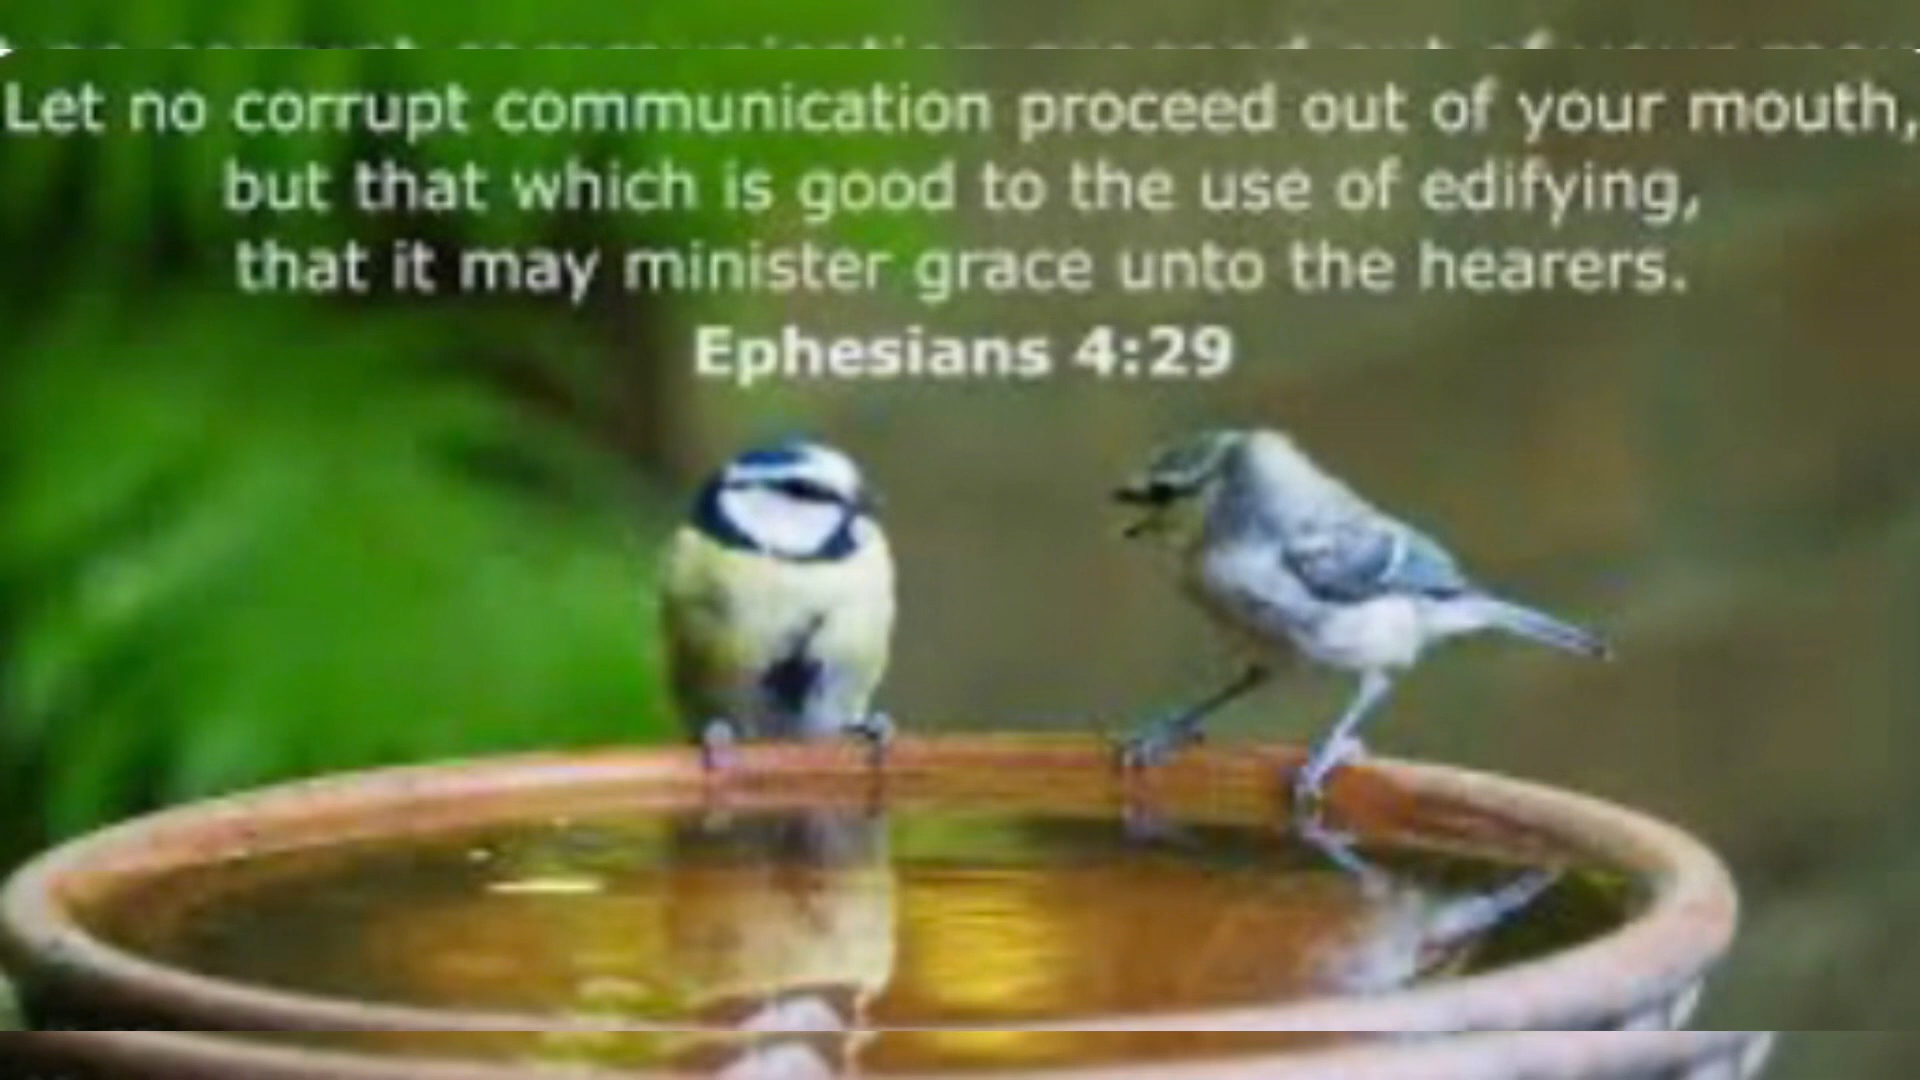 Let no corrupt communication proceed out of your mouth,
but that which is good to the use of edifying,
that it may minister grace unto the hearers.
Ephesians 4:29